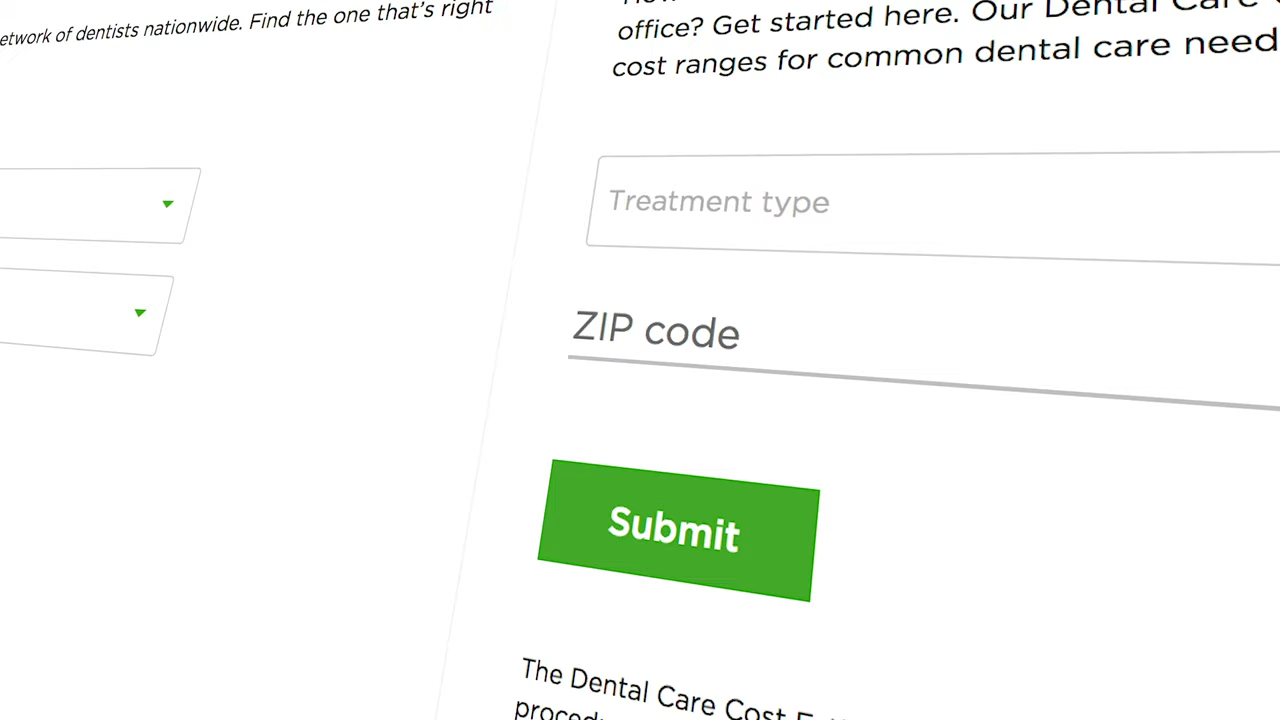 network of dentists nationwide. Find the one that's right
office? Get started here. Our Dental Care
cost ranges for common dental care need
Treatment type
ZIP code
Submit
The Dental Care Cost